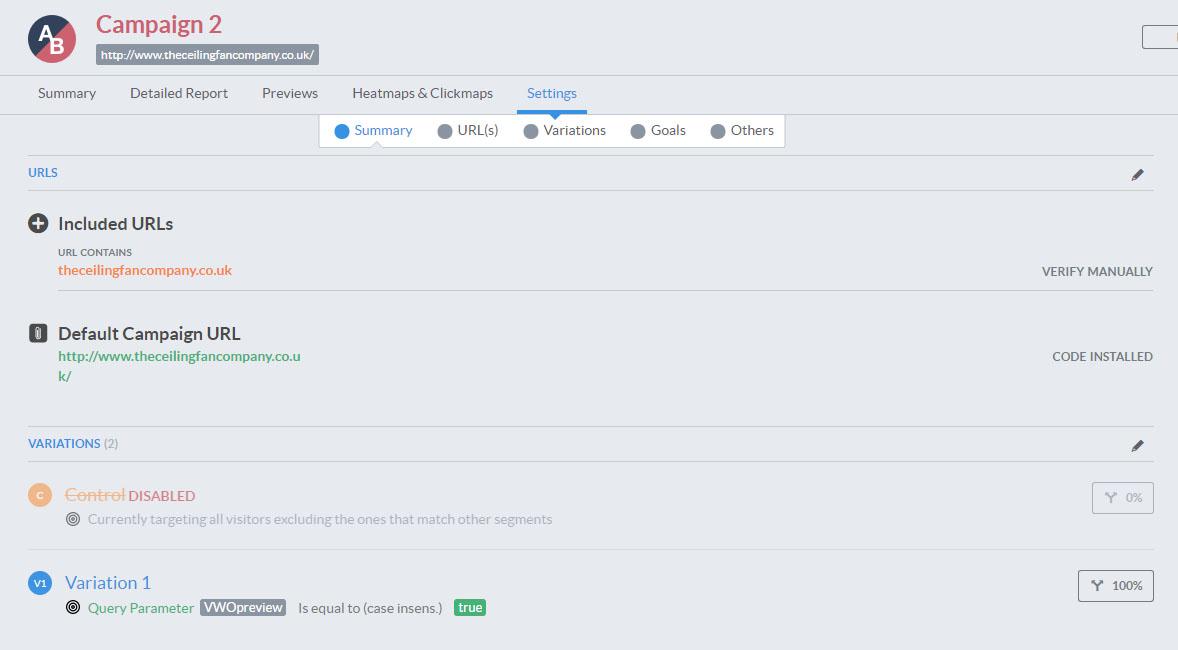 AB
Campaign 2
http://www.theceilingfancompany.co.uk/
Summary Detailed Report Previews Heatmaps & Clickmaps Settings
Summary URL(s) Variations Goals Others
URLS
Included URLs
URL CONTAINS
theceilingfancompany.co.uk
VERIFY MANUALLY
Default Campaign URL
http://www.theceilingfancompany.co.u
k/
CODE INSTALLED
VARIATIONS (2)
C Control DISABLED 0%
Currently targeting all visitors excluding the ones that match other segments
V1 Variation 1 100%
Query Parameter VWOpreview Is equal to (case insens.) true